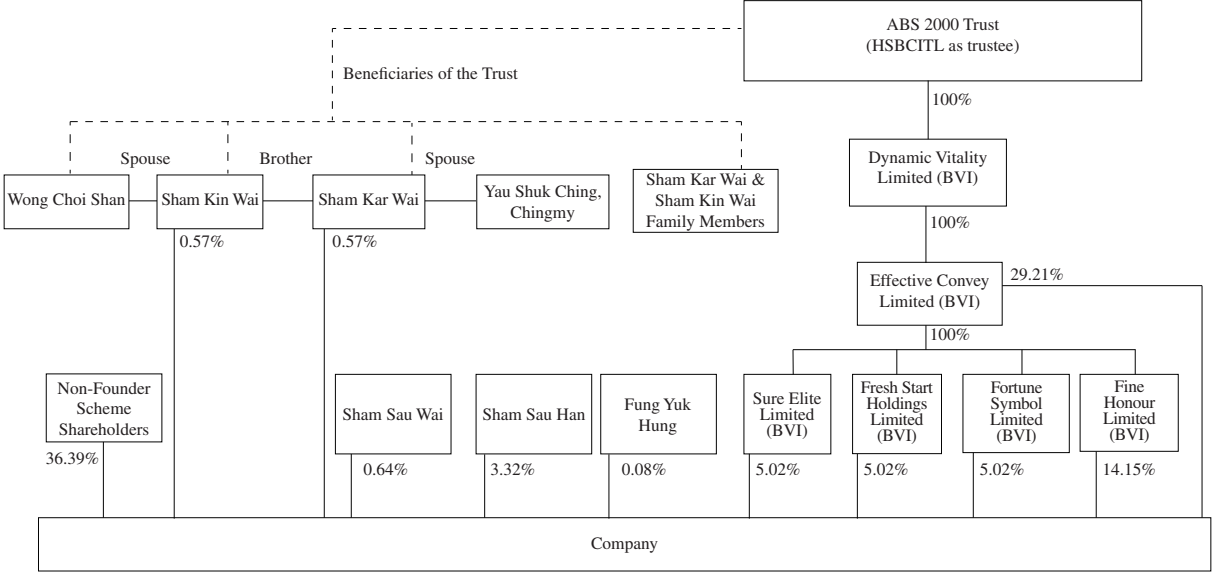 ABS 2000 Trust
(HSBCITL as trustee)
Beneficiaries of the Trust
100%
Spouse
Brother
Spouse
Dynamic Vitality
Limited (BVI)
Wong Choi Shan
Sham Kin Wai
Sham Kar Wai
Yau Shuk Ching,
Chingmy
Sham Kar Wai &
Sham Kin Wai
Family Members
0.57%
0.57%
100%
Effective Convey
Limited (BVI)
29.21%
100%
Non-Founder
Scheme
Shareholders
Sham Sau Wai
Sham Sau Han
Fung Yuk
Hung
Sure Elite
Limited
(BVI)
Fresh Start
Holdings
Limited
(BVI)
Fortune
Symbol
Limited
(BVI)
Fine
Honour
Limited
(BVI)
36.39%
0.64%
3.32%
0.08%
5.02%
5.02%
5.02%
14.15%
Company